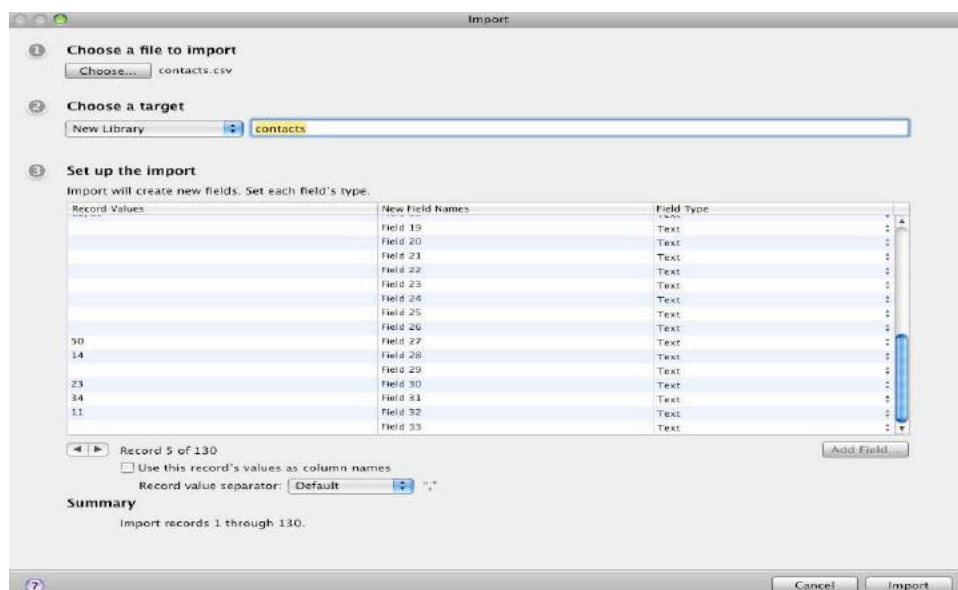 Import
1 Choose a file to import
Choose... contacts.csv
2 Choose a target
New Library contacts
3 Set up the import
Import will create new fields. Set each field's type.
Record Values New Field Names Field Type
Field 19 Text
Field 20 Text
Field 21 Text
Field 22 Text
Field 23 Text
Field 24 Text
Field 25 Text
Field 26 Text
50 Field 27 Text
14 Field 28 Text
Field 29 Text
23 Field 30 Text
34 Field 31 Text
11 Field 32 Text
Field 33 Text
Record 5 of 130 Add Field...
Use this record's values as column names
Record value separator: Default ","
Summary
Import records 1 through 130.
? Cancel Import